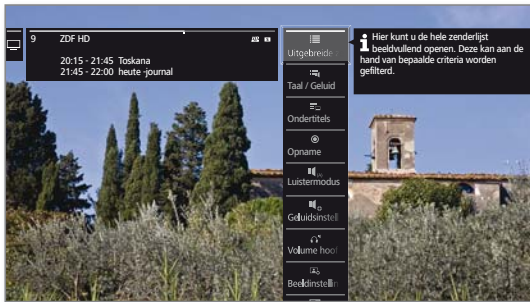 9 ZDF HD
20:15 - 21:45 Toskana
21:45 - 22:00 heute -journal
Uitgebreide
Taal / Geluid
Ondertitels
Opname
Luistermodus
Geluidsinstell
Volume hoof
Beeldinstellin
Hier kunt u de hele zenderlijst
beeldvullend openen. Deze kan aan de
hand van bepaalde criteria worden
gefilterd.